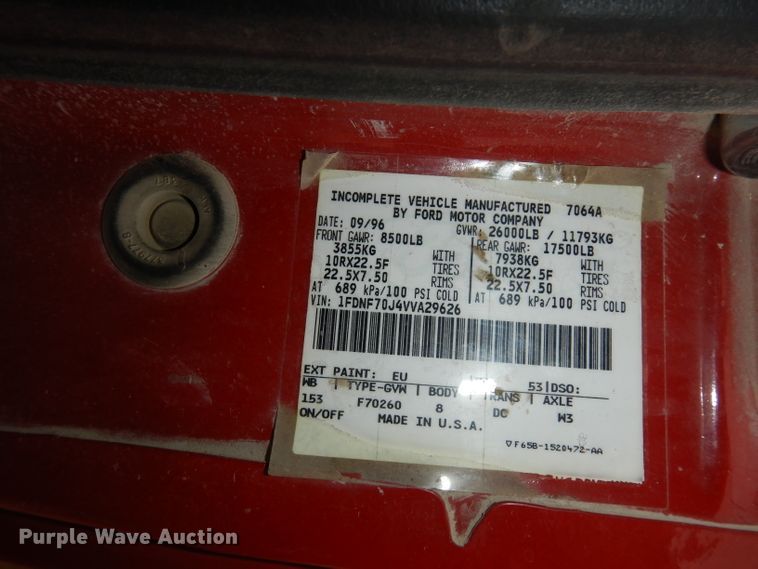 INCOMPLETE VEHICLE MANUFACTURED 7064A
BY FORD MOTOR COMPANY
DATE: 09/96 GVWR: 26000LB / 11793KG
FRONT GAWR: 8500LB REAR GAWR: 17500LB
3855KG WITH 7938KG WITH
10RX22.5F TIRES 10RX22.5F TIRES
22.5X7.50 RIMS 22.5X7.50 RIMS
AT 689 kPa/100 PSI COLD AT 689 kPa/100 PSI COLD
VIN: 1FDNF70J4VVA29626
EXT PAINT: EU 53|DSO:
WB | TYPE-GVW | BODY TRANS | AXLE
153 F70260 8 DC W3
ON/OFF MADE IN U.S.A.
F65B-1520472-AA
Purple Wave Auction